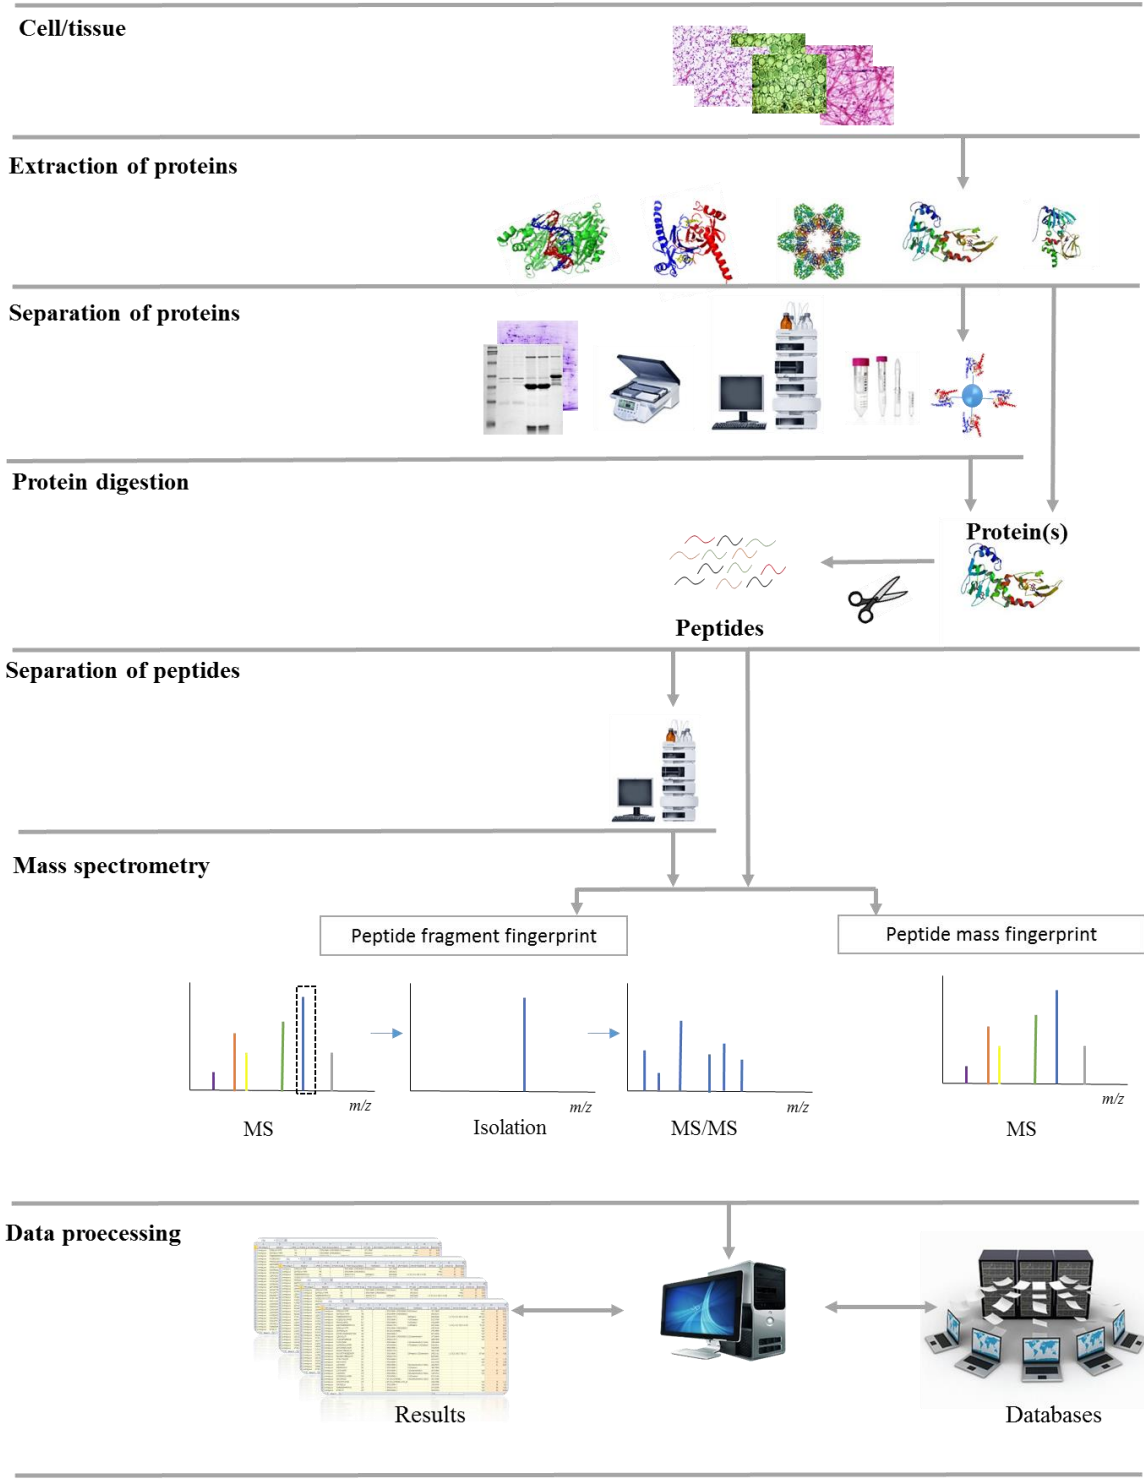 Cell/tissue
Extraction of proteins
Separation of proteins
Protein digestion
Protein(s)
Peptides
Separation of peptides
Mass spectrometry
Peptide fragment fingerprint
Peptide mass fingerprint
m/z
m/z
m/z
m/z
MS
Isolation
MS/MS
MS
Data proecessing
Results
Databases